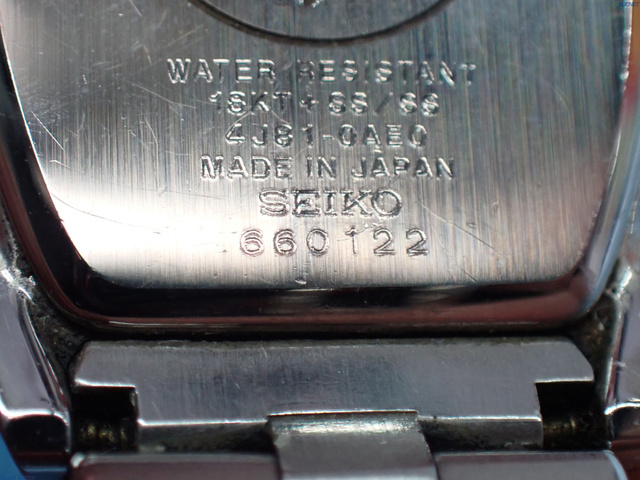 WATER RESISTANT
18KT + SS/SS
4J81-0AE0
MADE IN JAPAN
SEIKO
660122